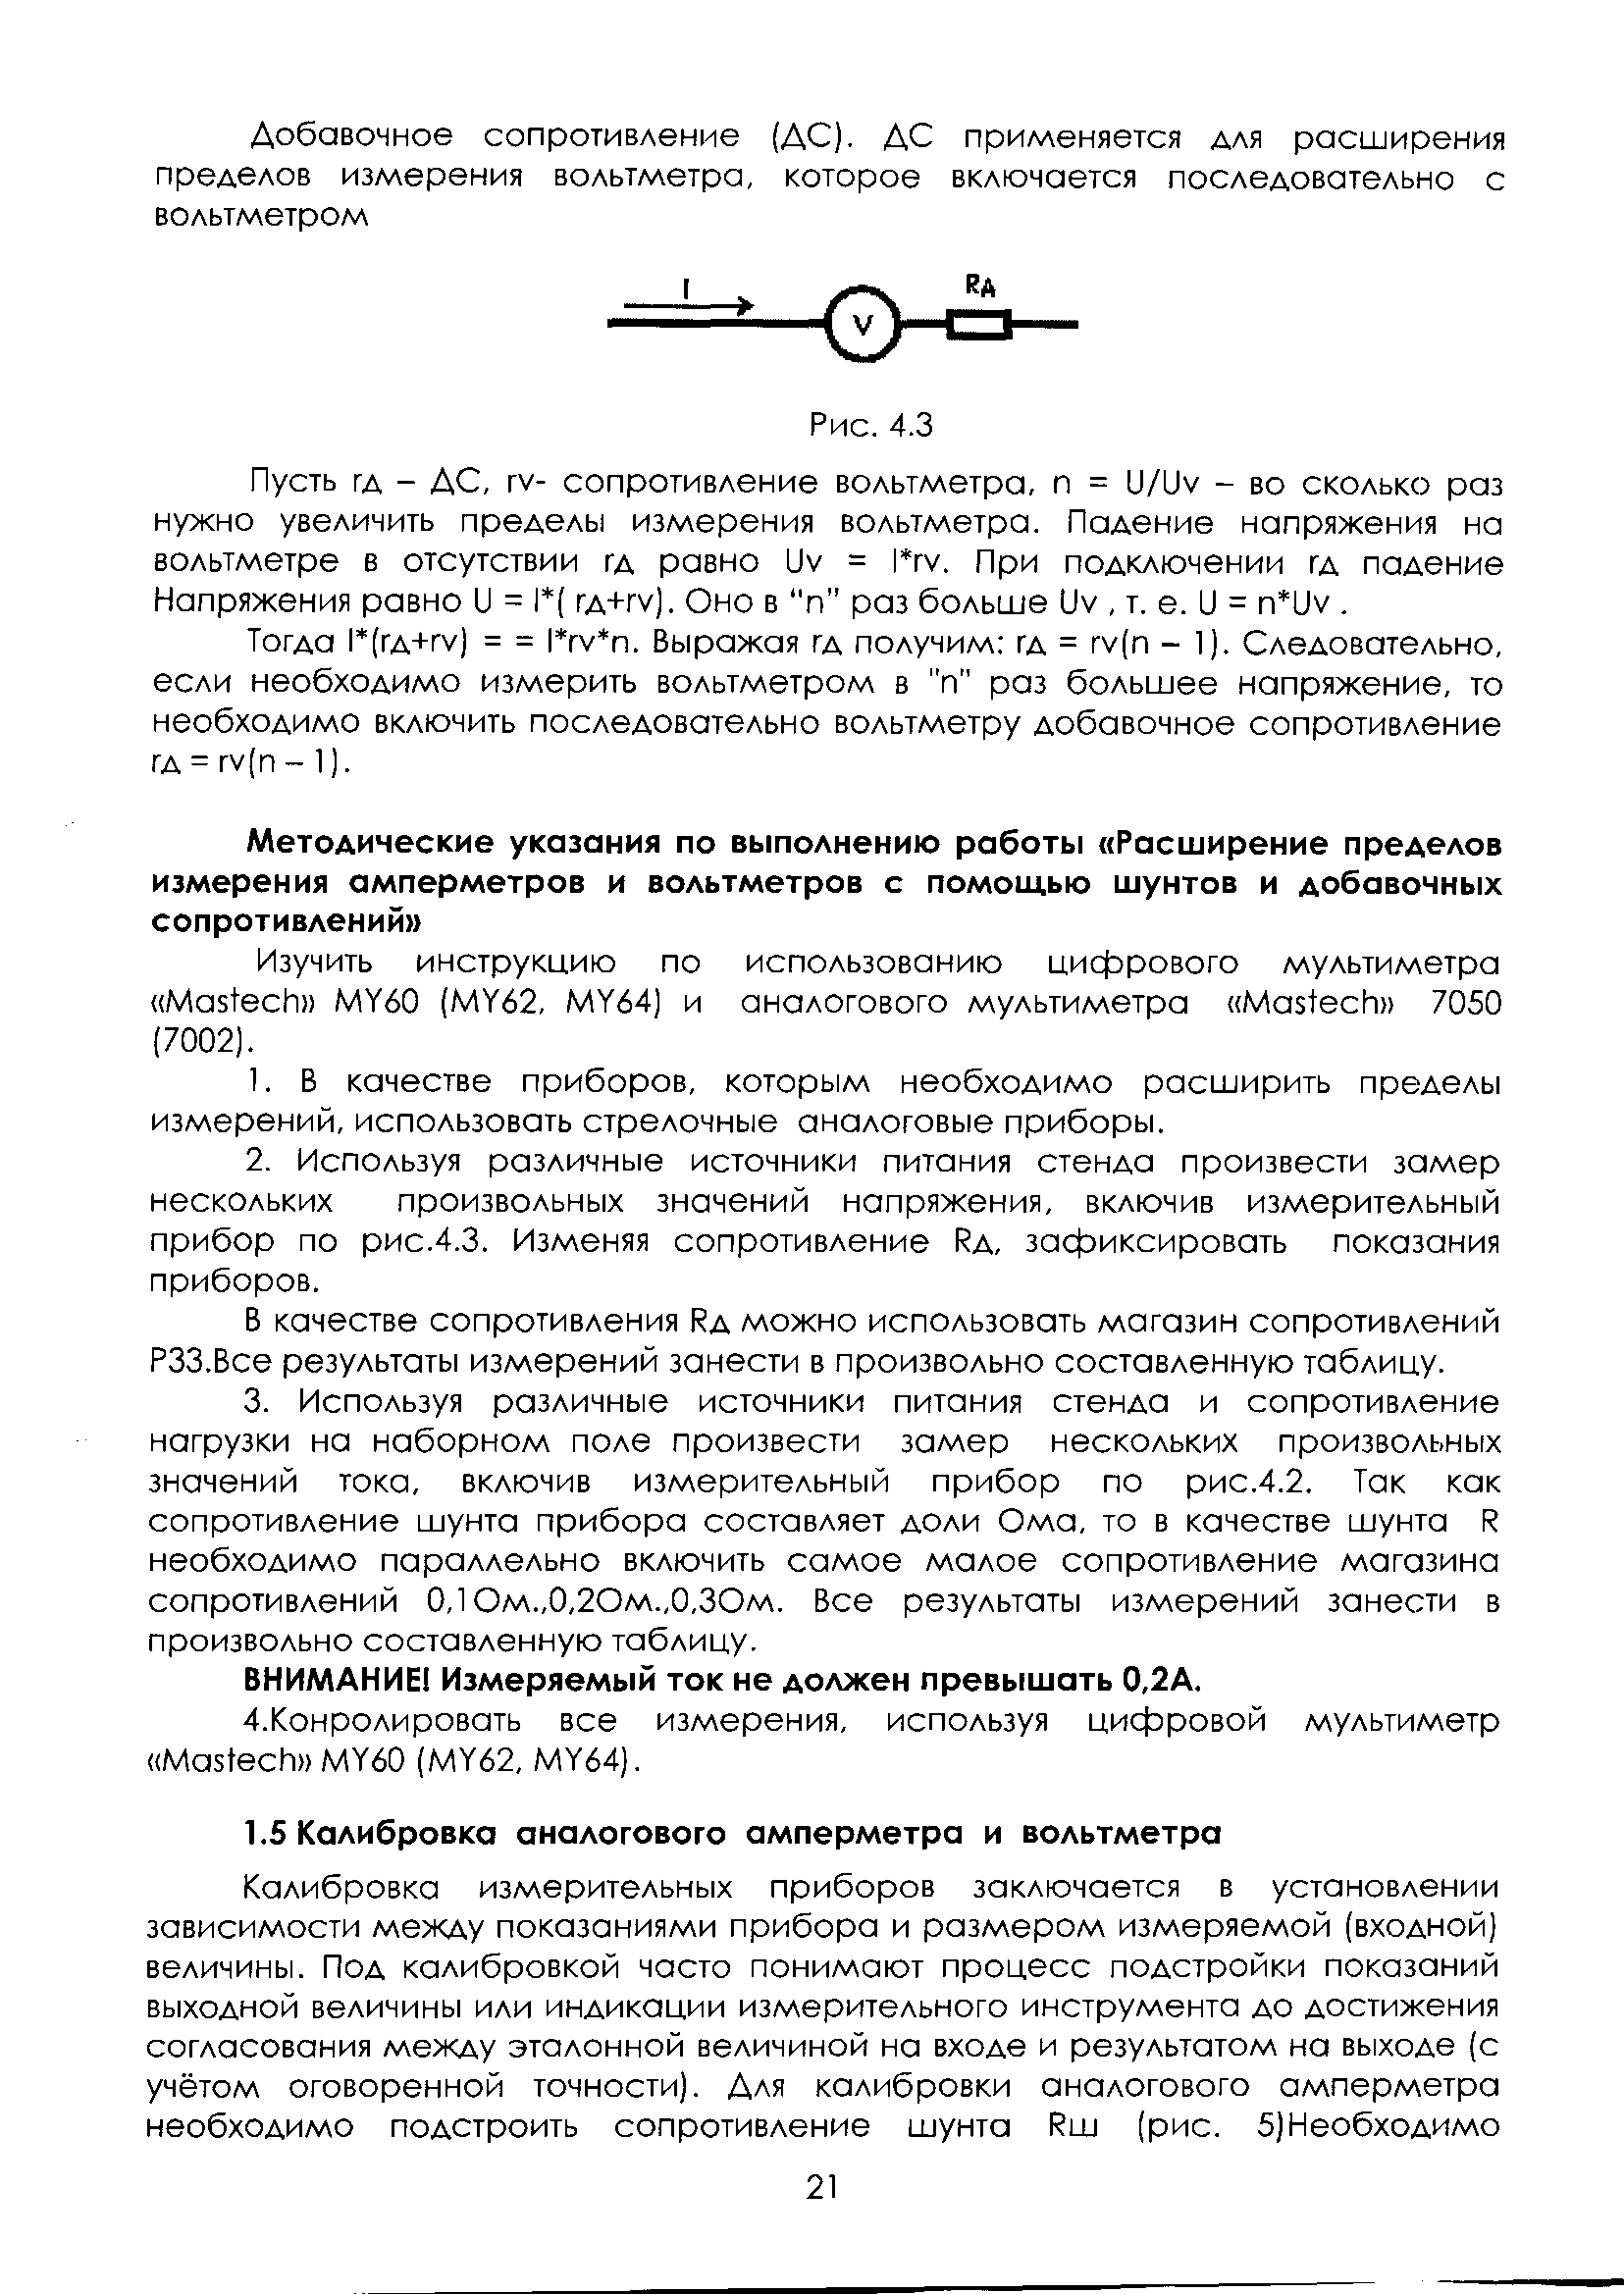 Добавочное сопротивление (ДС). ДС применяется для расширения
пределов измерения вольтметра, которое включается последовательно с
вольтметром
I
RД
V
Рис. 4.3
Пусть rд – ДС, rv- сопротивление вольтметра, n = U/Uv – во сколько раз
нужно увеличить пределы измерения вольтметра. Падение напряжения на
вольтметре в отсутствии rд равно Uv = I*rv. При подключении rд падение
Напряжения равно U = I*( rд+rv). Оно в "n" раз больше Uv , т. е. U = n*Uv .
Тогда I*(rд+rv) = = I*rv*n. Выражая rд получим: rд = rv(n – 1). Следовательно,
если необходимо измерить вольтметром в "n" раз большее напряжение, то
необходимо включить последовательно вольтметру добавочное сопротивление
rд = rv(n – 1).
Методические указания по выполнению работы «Расширение пределов
измерения амперметров и вольтметров с помощью шунтов и добавочных
сопротивлений»
Изучить инструкцию по использованию цифрового мультиметра
«Mastech» MY60 (MY62, MY64) и аналогового мультиметра «Mastech» 7050
(7002).
1. В качестве приборов, которым необходимо расширить пределы
измерений, использовать стрелочные аналоговые приборы.
2. Используя различные источники питания стенда произвести замер
нескольких произвольных значений напряжения, включив измерительный
прибор по рис.4.3. Изменяя сопротивление Rд, зафиксировать показания
приборов.
В качестве сопротивления Rд можно использовать магазин сопротивлений
Р33.Все результаты измерений занести в произвольно составленную таблицу.
3. Используя различные источники питания стенда и сопротивление
нагрузки на наборном поле произвести замер нескольких произвольных
значений тока, включив измерительный прибор по рис.4.2. Так как
сопротивление шунта прибора составляет доли Ома, то в качестве шунта R
необходимо параллельно включить самое малое сопротивление магазина
сопротивлений 0,1Ом.,0,2Ом.,0,3Ом. Все результаты измерений занести в
произвольно составленную таблицу.
ВНИМАНИЕ! Измеряемый ток не должен превышать 0,2А.
4.Конролировать все измерения, используя цифровой мультиметр
«Mastech» MY60 (MY62, MY64).
1.5 Калибровка аналогового амперметра и вольтметра
Калибровка измерительных приборов заключается в установлении
зависимости между показаниями прибора и размером измеряемой (входной)
величины. Под калибровкой часто понимают процесс подстройки показаний
выходной величины или индикации измерительного инструмента до достижения
согласования между эталонной величиной на входе и результатом на выходе (с
учётом оговоренной точности). Для калибровки аналогового амперметра
необходимо подстроить сопротивление шунта Rш (рис. 5)Необходимо
21